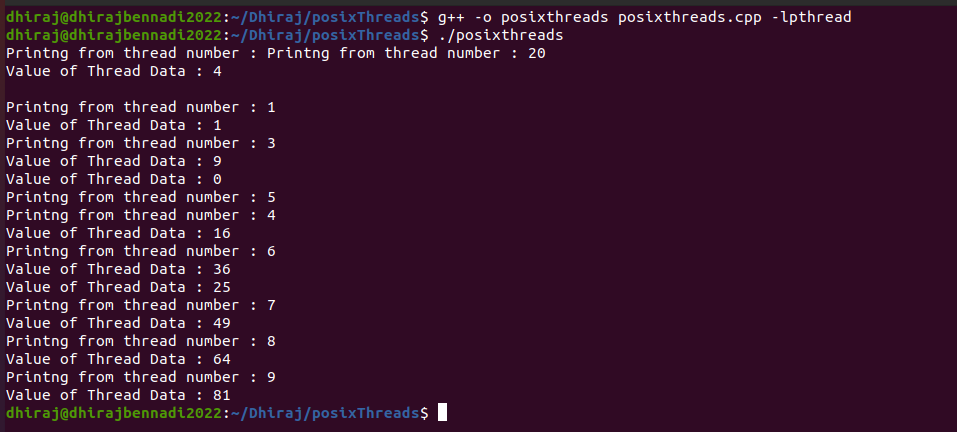 dhiraj@dhirajbennadi2022:~/Dhiraj/posixThreads$ g++ -o posixthreads posixthreads.cpp -lpthread
dhiraj@dhirajbennadi2022:~/Dhiraj/posixThreads$ ./posixthreads
Printng from thread number : Printng from thread number : 20
Value of Thread Data : 4

Printng from thread number : 1
Value of Thread Data : 1
Printng from thread number : 3
Value of Thread Data : 9
Value of Thread Data : 0
Printng from thread number : 5
Printng from thread number : 4
Value of Thread Data : 16
Printng from thread number : 6
Value of Thread Data : 36
Value of Thread Data : 25
Printng from thread number : 7
Value of Thread Data : 49
Printng from thread number : 8
Value of Thread Data : 64
Printng from thread number : 9
Value of Thread Data : 81
dhiraj@dhirajbennadi2022:~/Dhiraj/posixThreads$